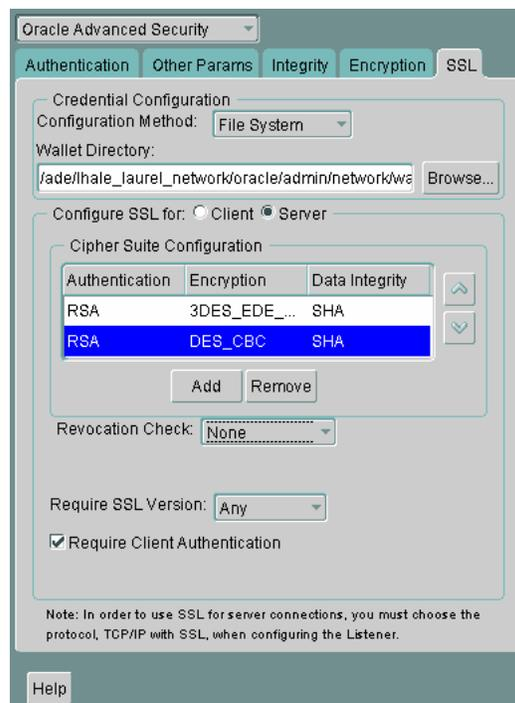 Oracle Advanced Security
Authentication Other Params Integrity Encryption SSL
Credential Configuration
Configuration Method: File System
Wallet Directory:
/ade/lhale_laurel_network/oracle/admin/network/wa Browse...
Configure SSL for: Client Server
Cipher Suite Configuration
Authentication Encryption Data Integrity
RSA 3DES_EDE_... SHA
RSA DES_CBC SHA
Add Remove
Revocation Check: None
Require SSL Version: Any
Require Client Authentication
Note: In order to use SSL for server connections, you must choose the
protocol, TCP/IP with SSL, when configuring the Listener.
Help